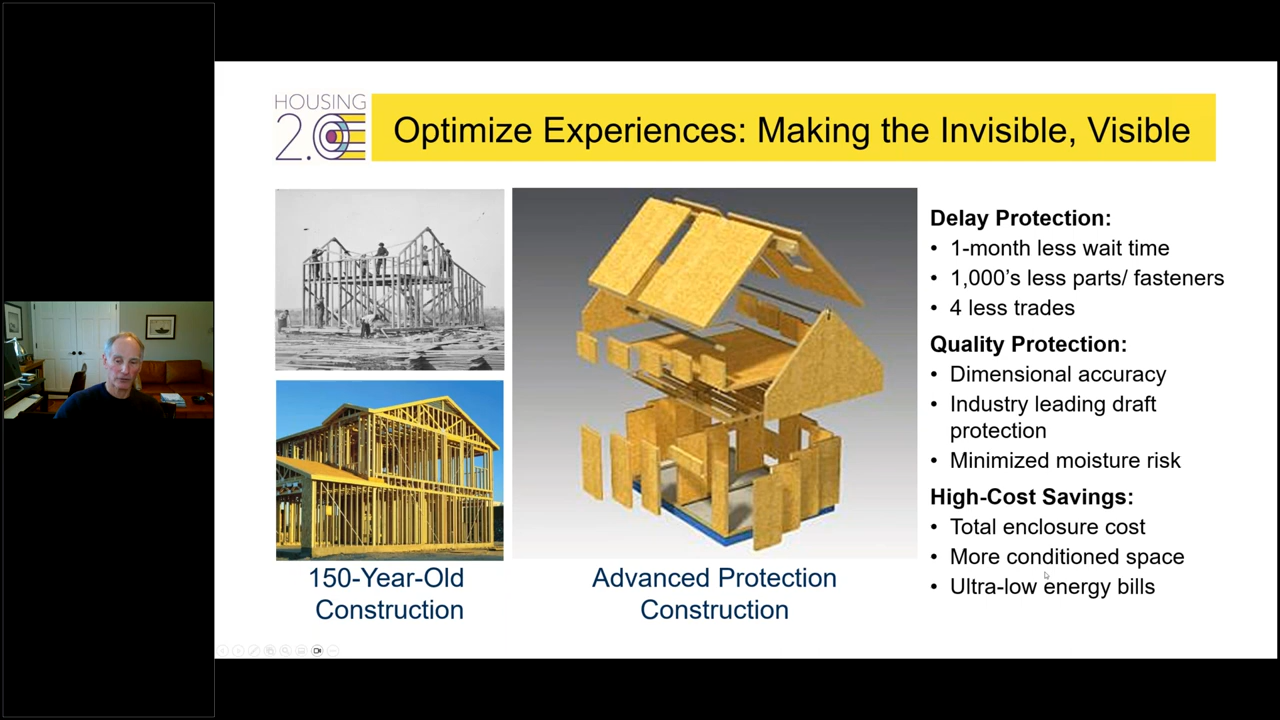 HOUSING
2.0
Optimize Experiences: Making the Invisible, Visible
150-Year-Old
Construction
Advanced Protection
Construction
Delay Protection:
• 1-month less wait time
• 1,000’s less parts/ fasteners
• 4 less trades
Quality Protection:
• Dimensional accuracy
• Industry leading draft
protection
• Minimized moisture risk
High-Cost Savings:
• Total enclosure cost
• More conditioned space
• Ultra-low energy bills